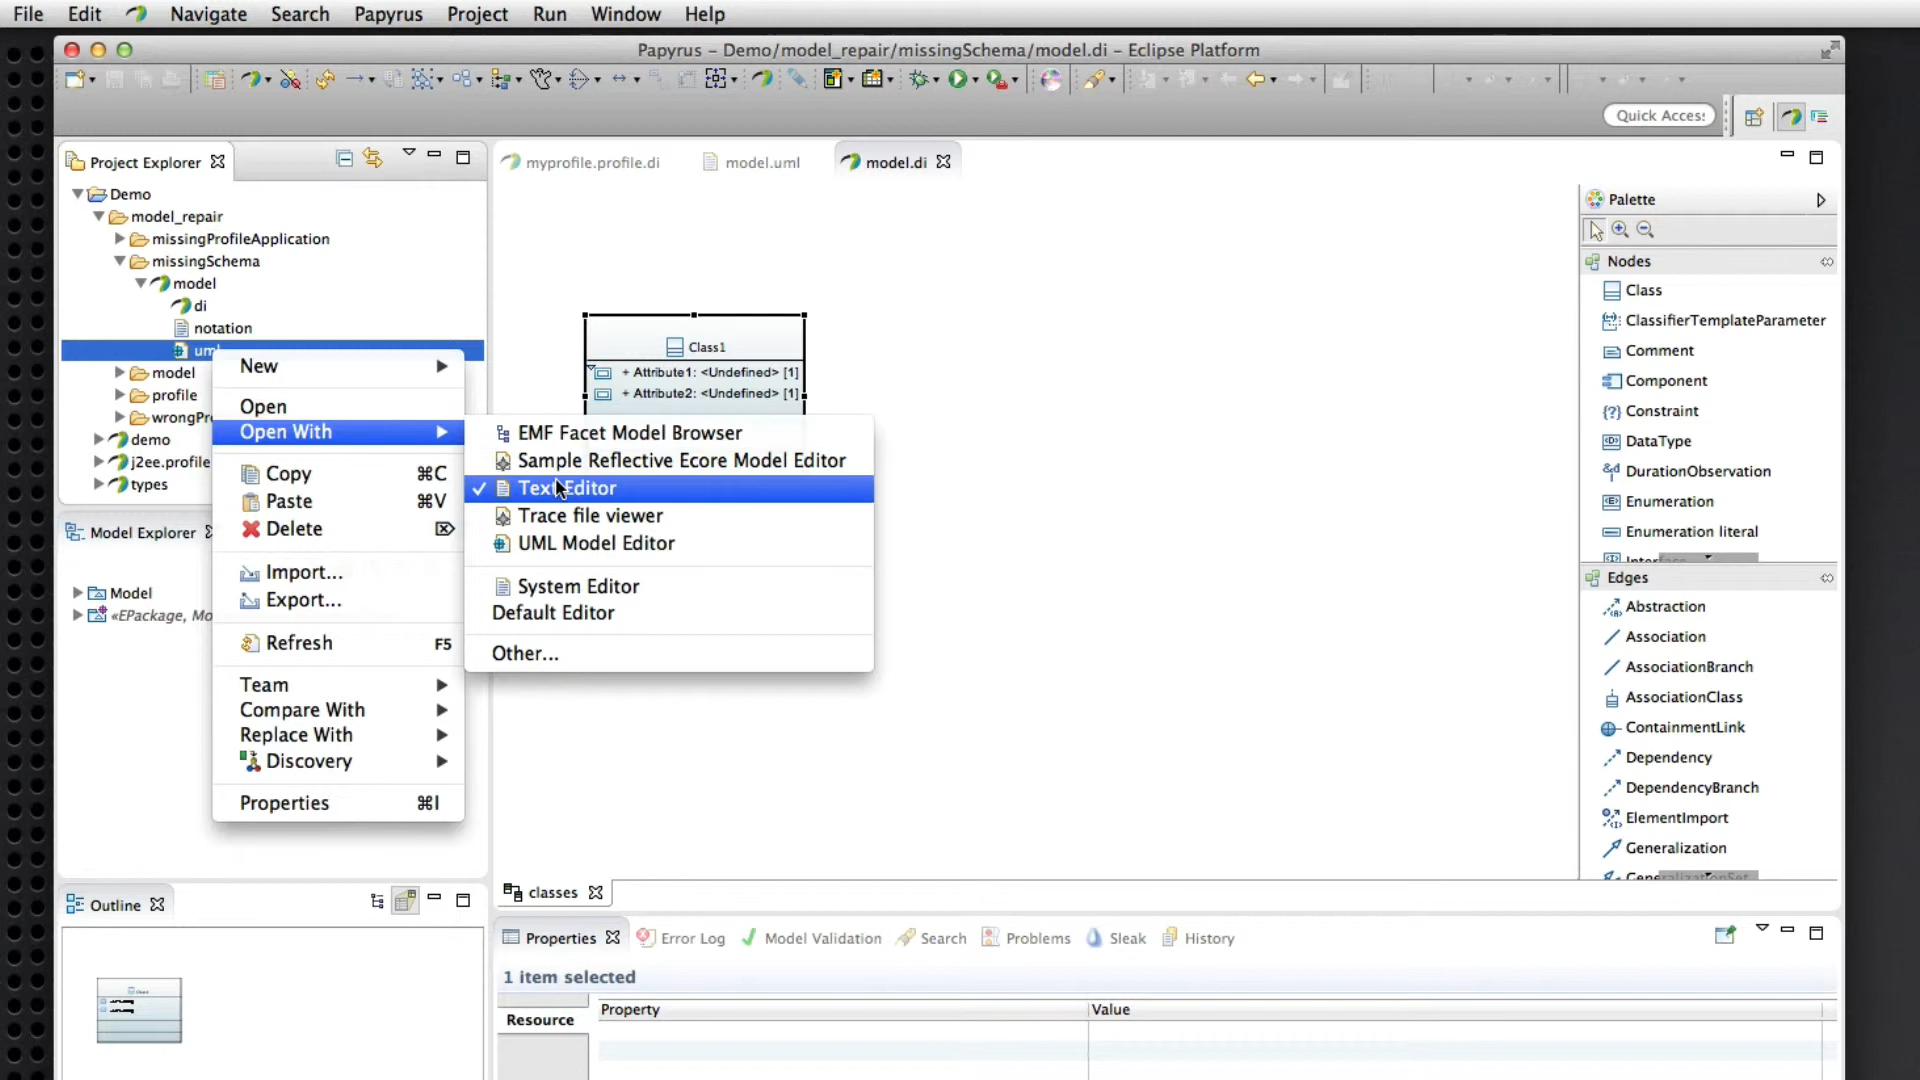 File Edit Navigate Search Papyrus Project Run Window Help
Papyrus – Demo/model_repair/missingSchema/model.di – Eclipse Platform
Quick Access
Project Explorer
Demo
model_repair
missingProfileApplication
missingSchema
model
di
notation
uml
model
profile
wrongPr
demo
j2ee.profile
types
New
Open
Open With
Copy ⌘C
Paste ⌘V
Delete ⌦
Import...
Export...
Refresh F5
Team
Compare With
Replace With
Discovery
Properties ⌘I
EMF Facet Model Browser
Sample Reflective Ecore Model Editor
✓ Text Editor
Trace file viewer
UML Model Editor
System Editor
Default Editor
Other...
Model Explorer
Model
«EPackage, Mo
Outline
myprofile.profile.di model.uml model.di
Class1
+ Attribute1: <Undefined> [1]
+ Attribute2: <Undefined> [1]
classes
Palette
Nodes
Class
ClassifierTemplateParameter
Comment
Component
Constraint
DataType
DurationObservation
Enumeration
Enumeration literal
Edges
Abstraction
Association
AssociationBranch
AssociationClass
ContainmentLink
Dependency
DependencyBranch
ElementImport
Generalization
GeneralizationSet
Properties Error Log Model Validation Search Problems Sleak History
1 item selected
Resource
Property Value